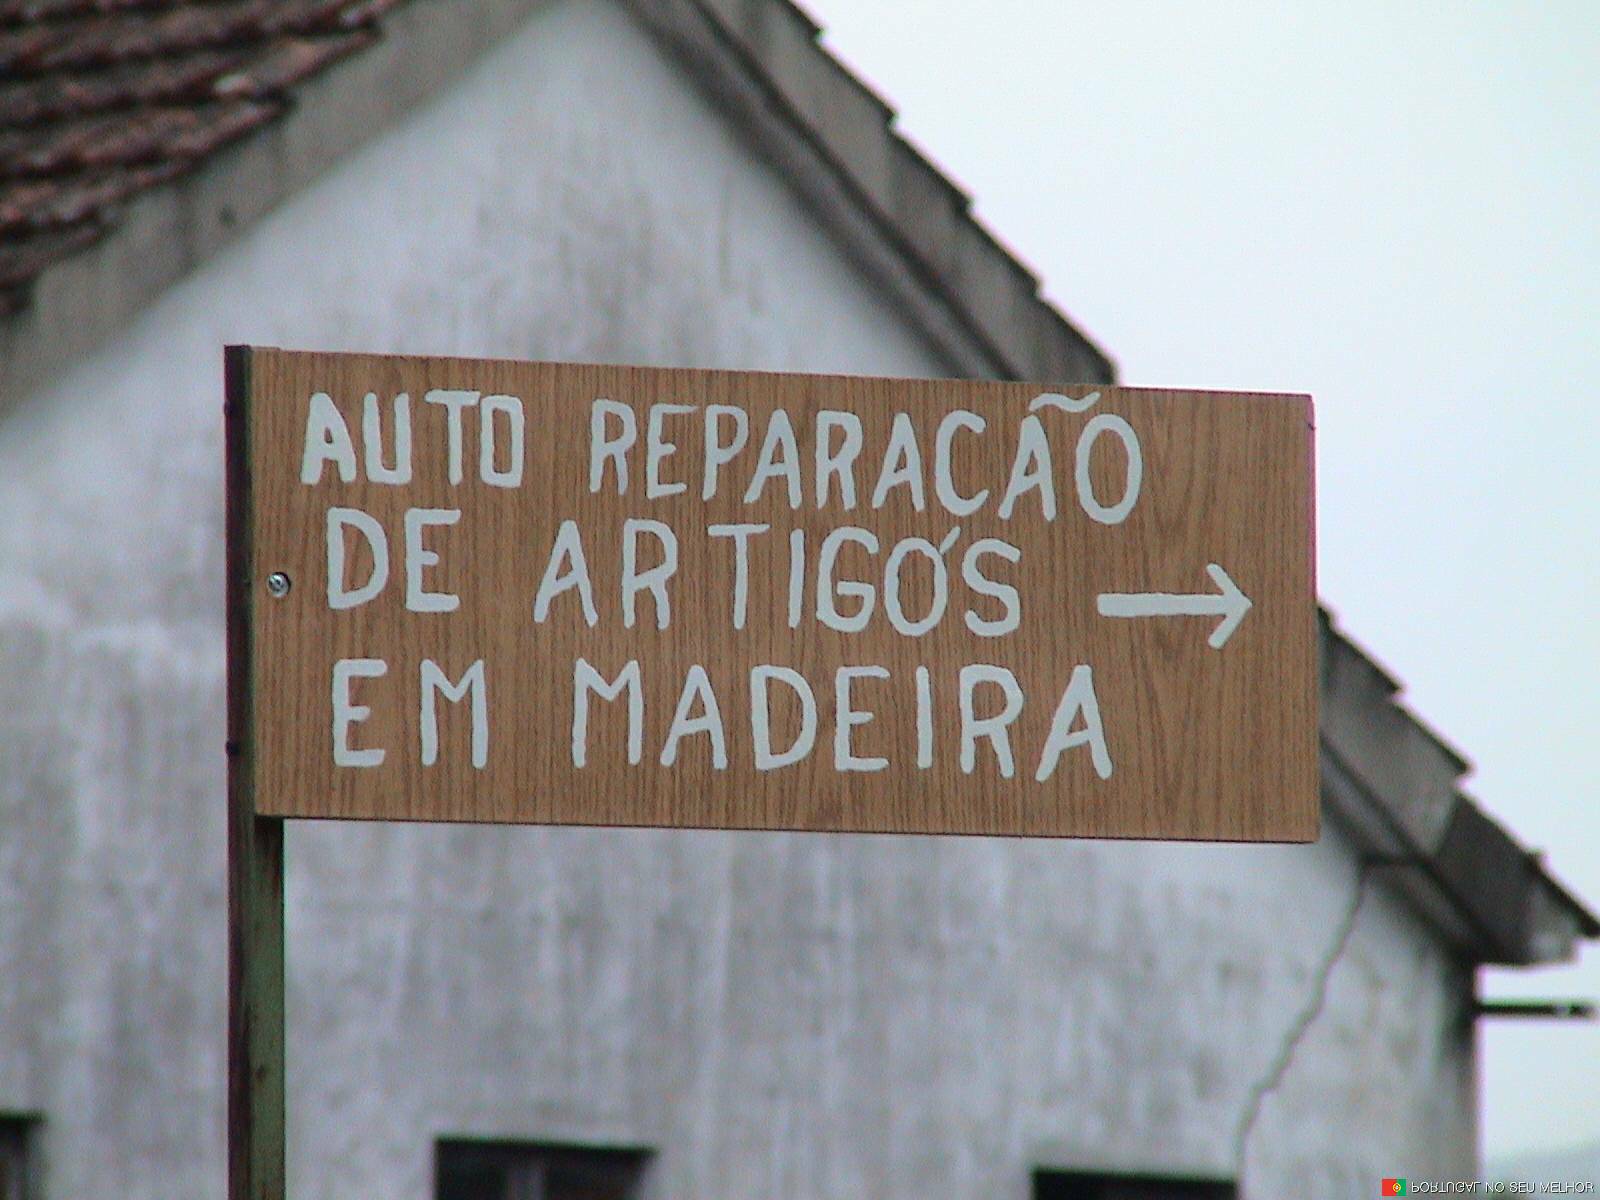 AUTO REPARACÃO
DE ARTIGÓS
EM MADEIRA
PORTUGAL NO SEU MELHOR